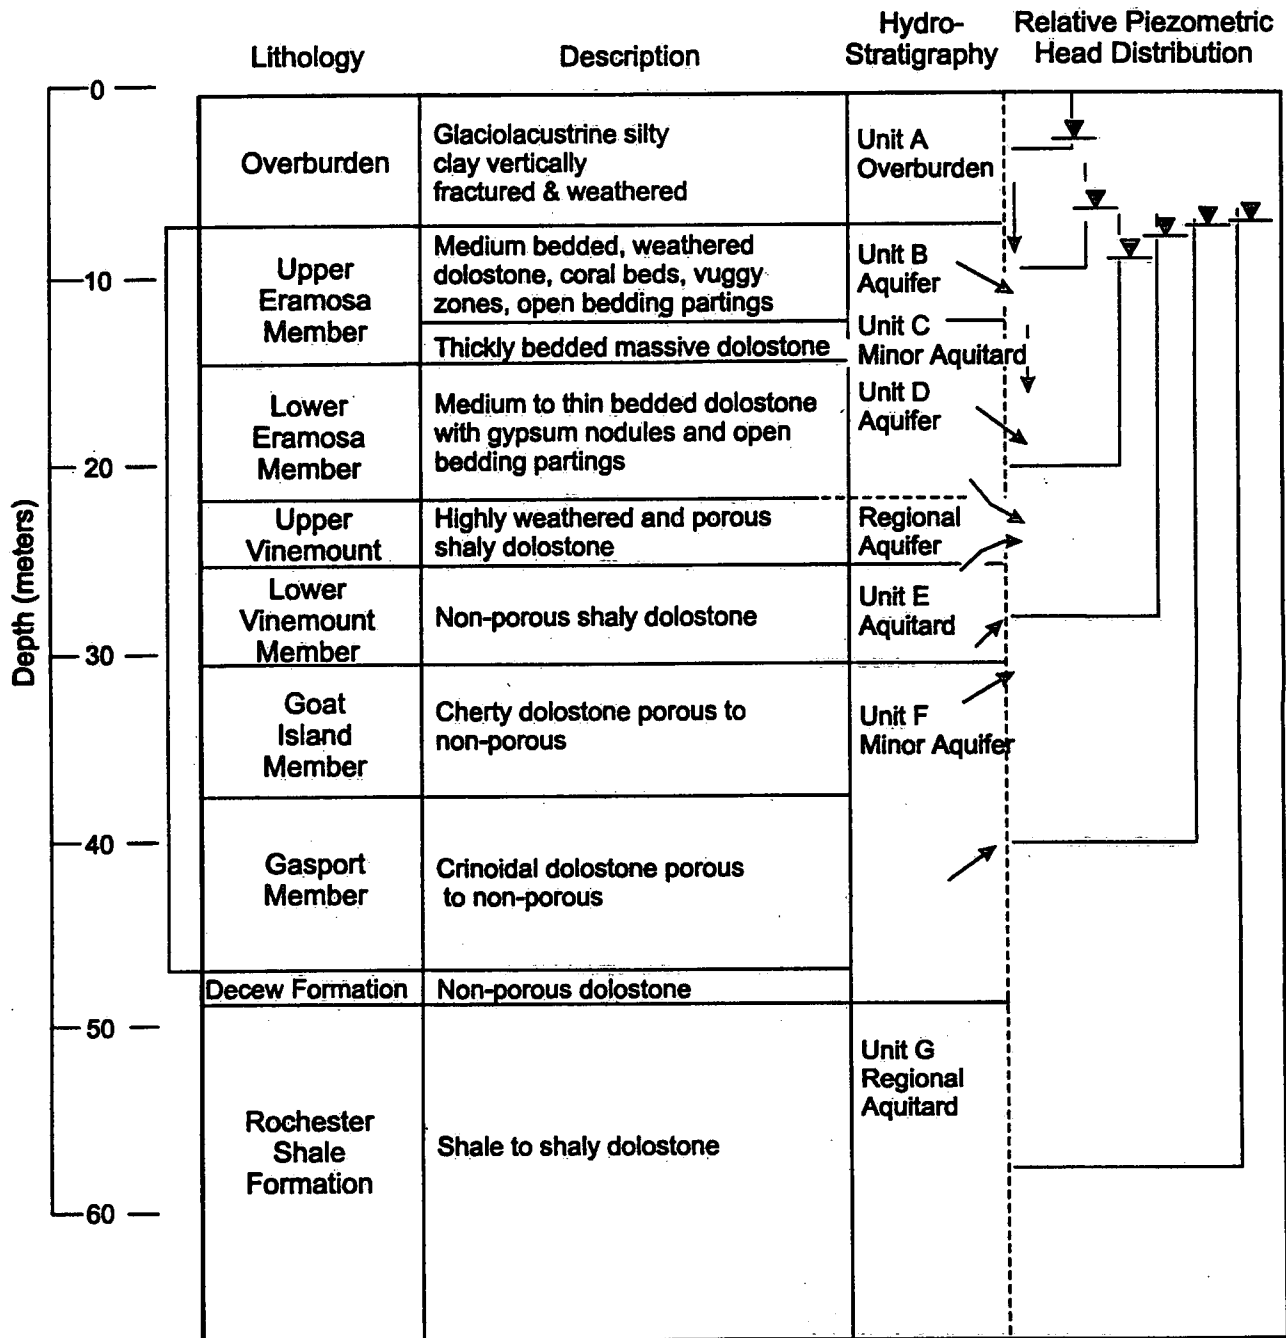 Hydro-
Stratigraphy
Relative Piezometric
Head Distribution
Lithology
Description
Depth (meters)
0
10
20
30
40
50
60
Overburden
Glaciolacustrine silty
clay vertically
fractured & weathered
Unit A
Overburden
Upper
Eramosa
Member
Medium bedded, weathered
dolostone, coral beds, vuggy
zones, open bedding partings
Unit B
Aquifer
Thickly bedded massive dolostone
Unit C
Minor Aquitard
Lower
Eramosa
Member
Medium to thin bedded dolostone
with gypsum nodules and open
bedding partings
Unit D
Aquifer
Upper
Vinemount
Highly weathered and porous
shaly dolostone
Regional
Aquifer
Lower
Vinemount
Member
Non-porous shaly dolostone
Unit E
Aquitard
Goat
Island
Member
Cherty dolostone porous to
non-porous
Unit F
Minor Aquifer
Gasport
Member
Crinoidal dolostone porous
to non-porous
Decew Formation
Non-porous dolostone
Rochester
Shale
Formation
Shale to shaly dolostone
Unit G
Regional
Aquitard